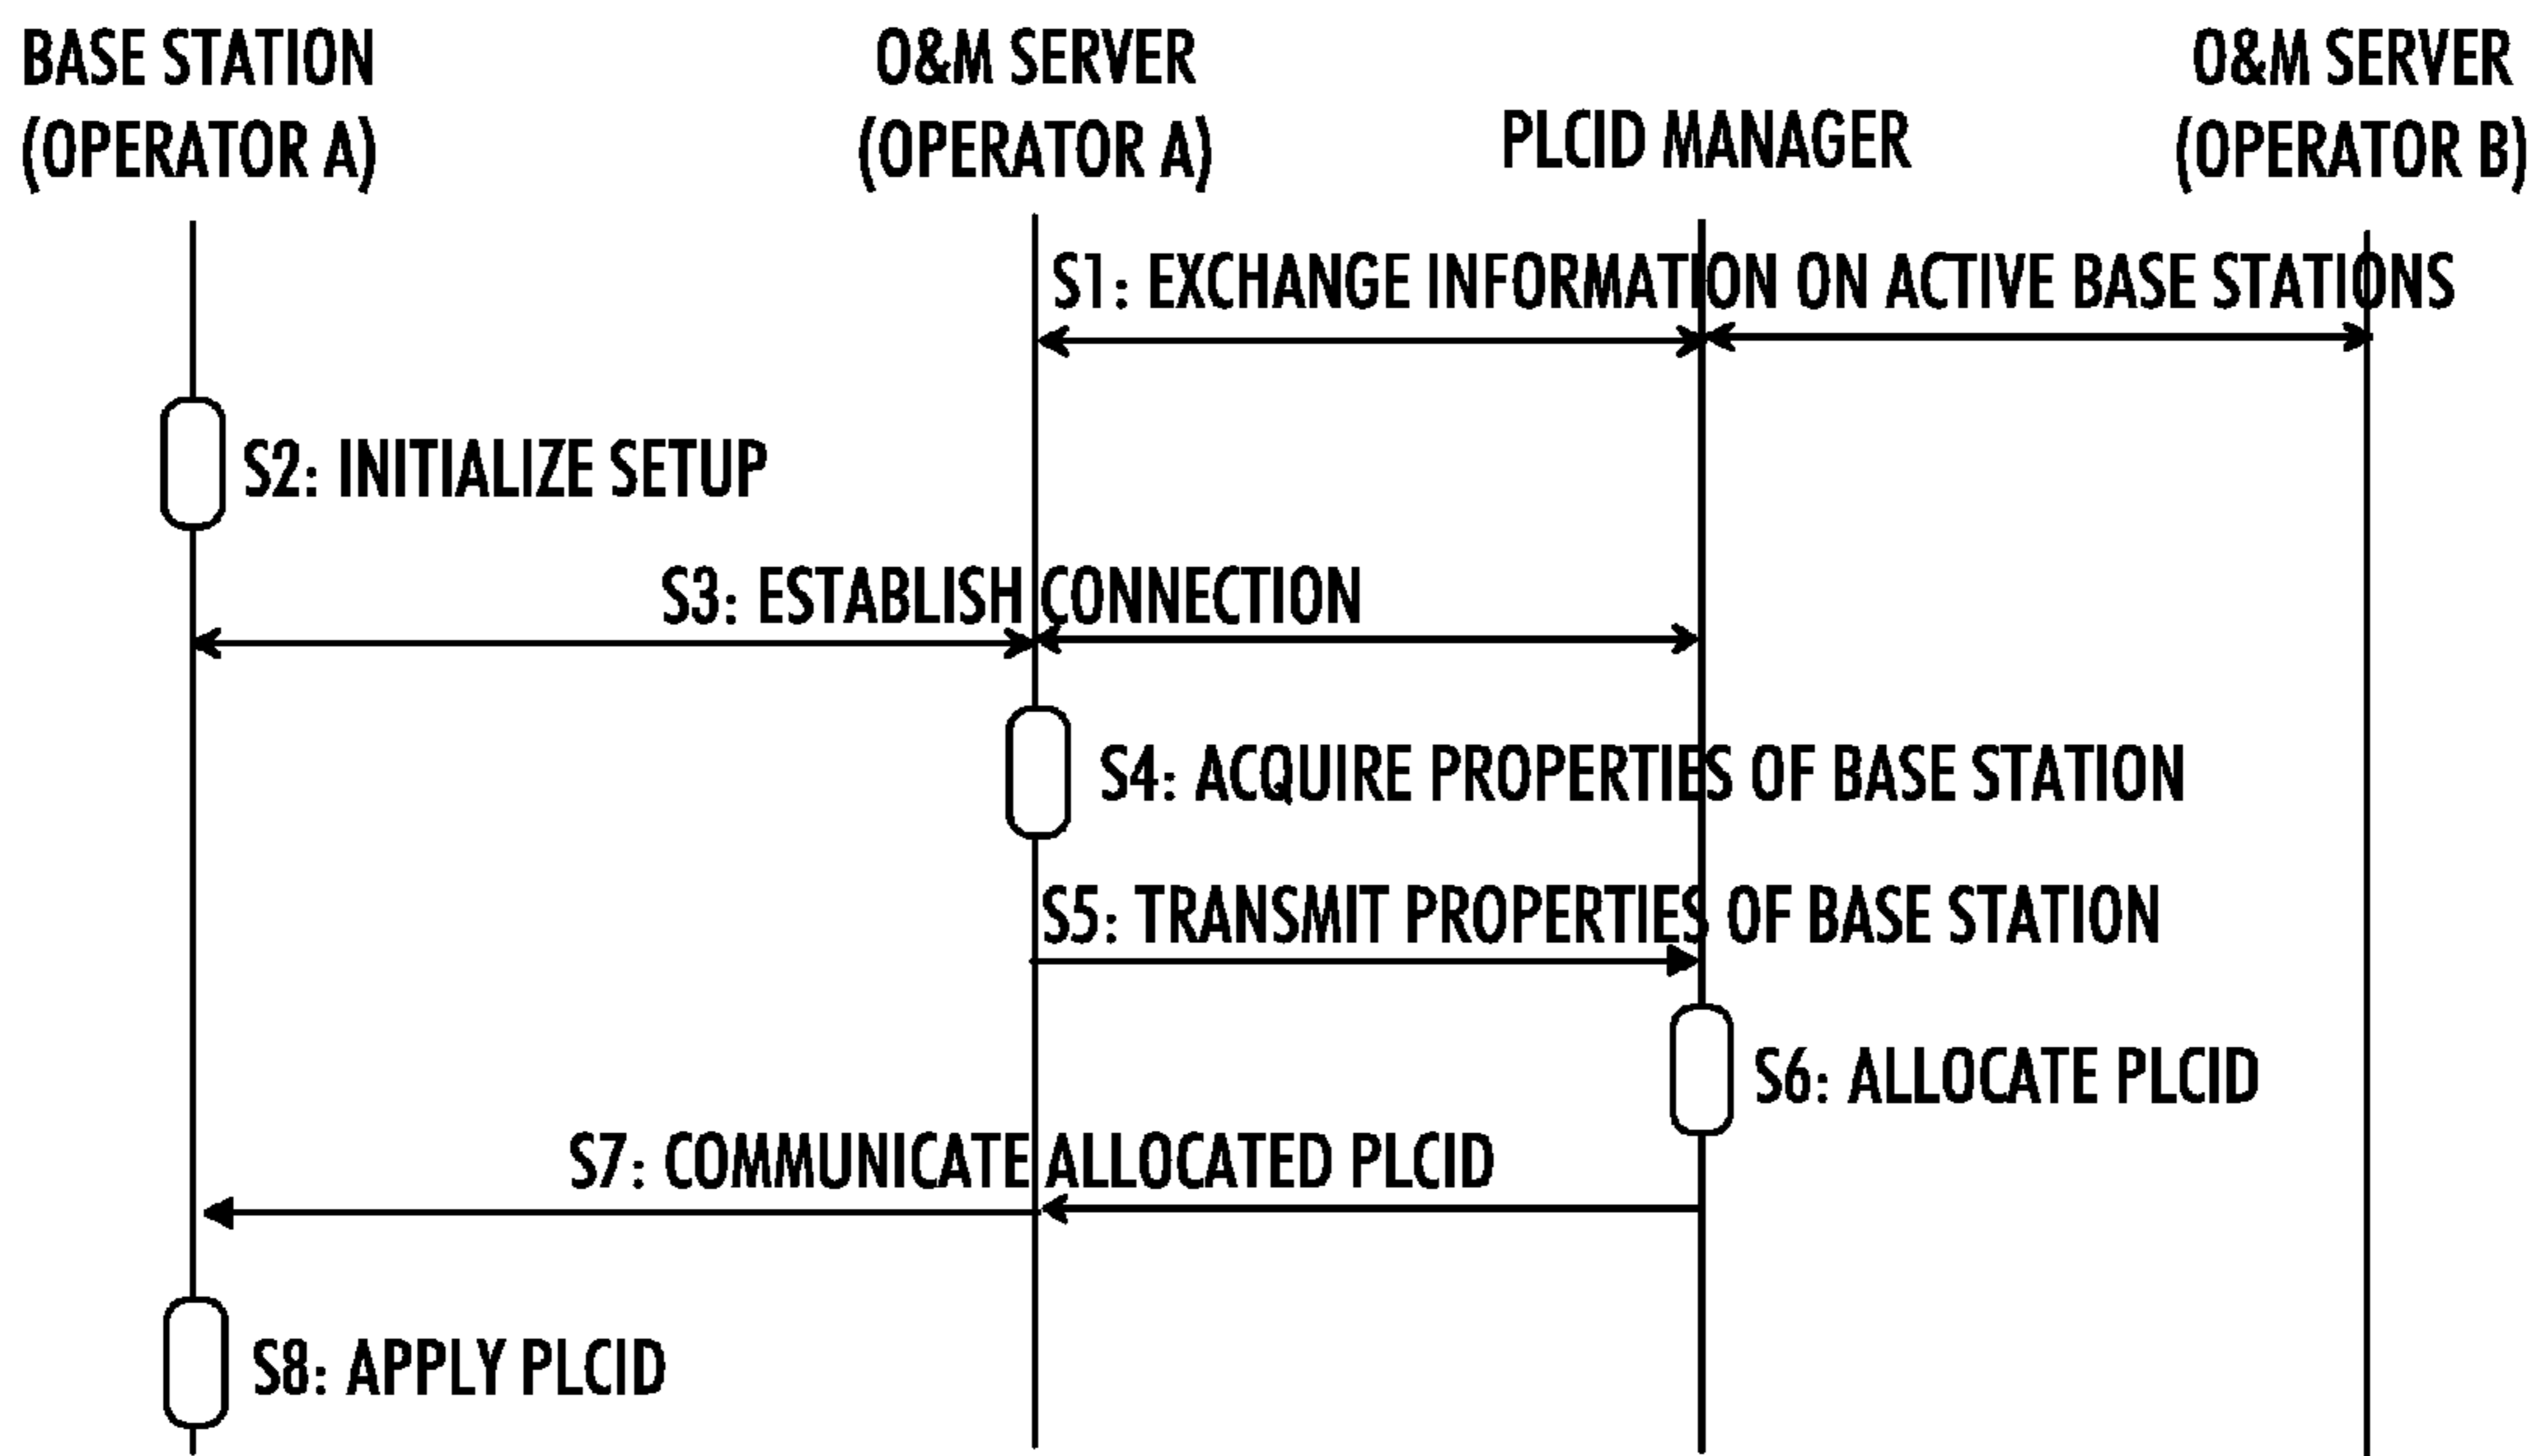 BASE STATION
(OPERATOR A)
O&M SERVER
(OPERATOR A)
PLCID MANAGER
O&M SERVER
(OPERATOR B)
S1: EXCHANGE INFORMATION ON ACTIVE BASE STATIONS
S2: INITIALIZE SETUP
S3: ESTABLISH CONNECTION
S4: ACQUIRE PROPERTIES OF BASE STATION
S5: TRANSMIT PROPERTIES OF BASE STATION
S6: ALLOCATE PLCID
S7: COMMUNICATE ALLOCATED PLCID
S8: APPLY PLCID